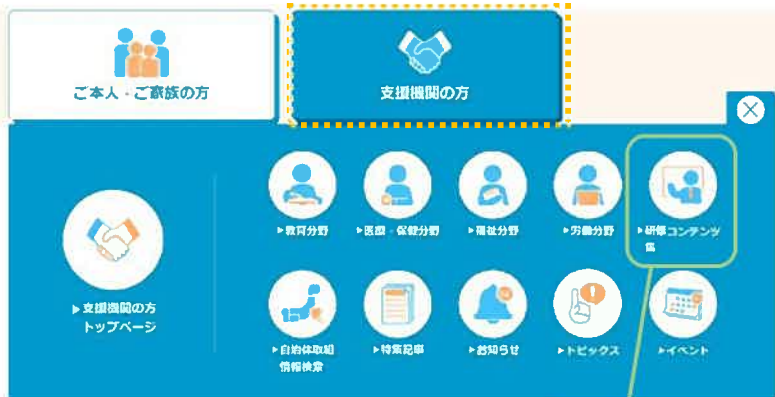 ご本人・ご家族の方
支援機関の方
▶教育分野
▶医療・保健分野
▶福祉分野
▶労働分野
▶研修コンテンツ
集
▶支援機関の方
トップページ
▶自治体取組
情報検索
▶特集記事
▶お知らせ
▶トピックス
▶イベント